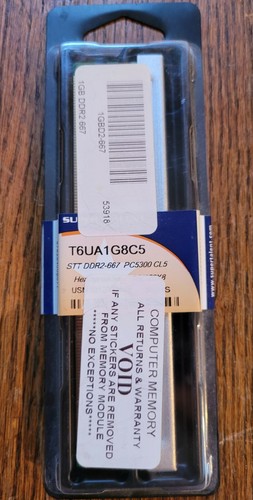 1GB DDR2-667
1GBD2-667
53918
T6UA1G8C5
STT DDR2-667 PC5300 CL5
COMPUTER MEMORY
ALL RETURNS & WARRANTY
VOID
IF ANY STICKERS ARE REMOVED
FROM MEMORY MODULE
*****NO EXCEPTIONS*****